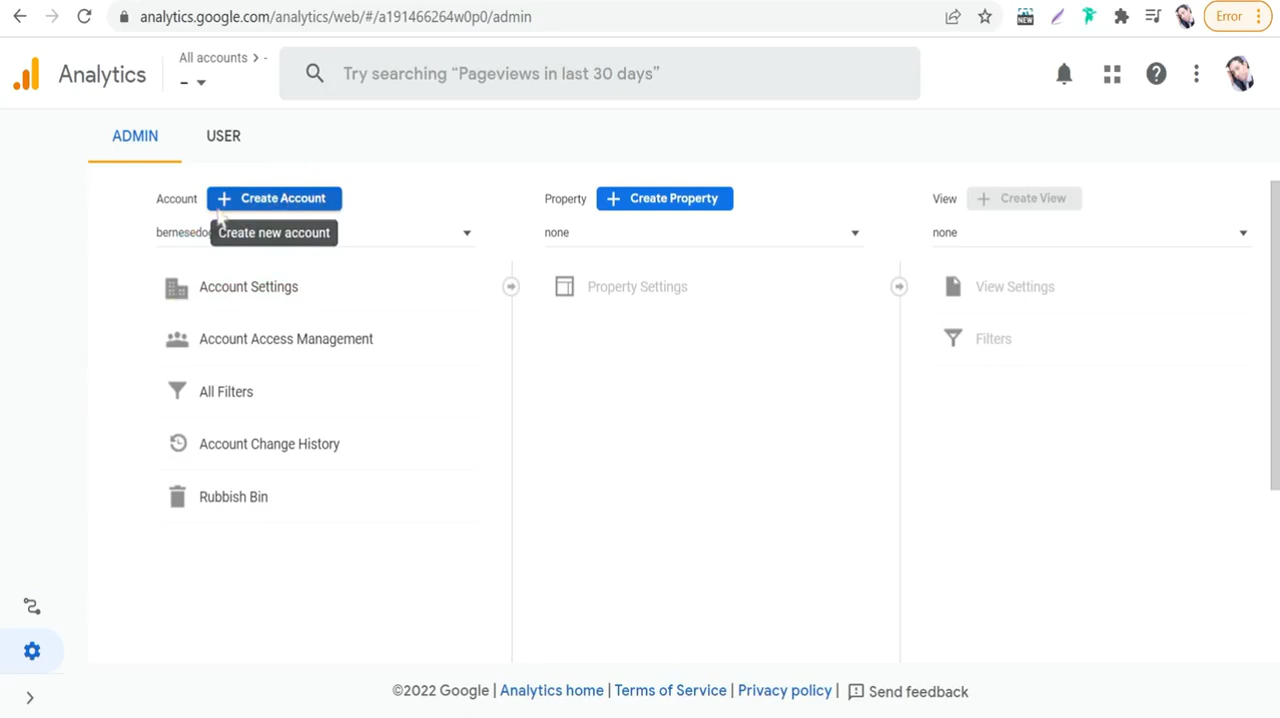 analytics.google.com/analytics/web/#/a191466264w0p0/admin
NEW
Error
Analytics
All accounts > -
-
Try searching “Pageviews in last 30 days”
ADMIN
USER
Account
+ Create Account
Create new account
Account Settings
Account Access Management
All Filters
Account Change History
Rubbish Bin
Property
+ Create Property
none
Property Settings
View
+ Create View
none
View Settings
Filters
©2022 Google | Analytics home | Terms of Service | Privacy policy | Send feedback